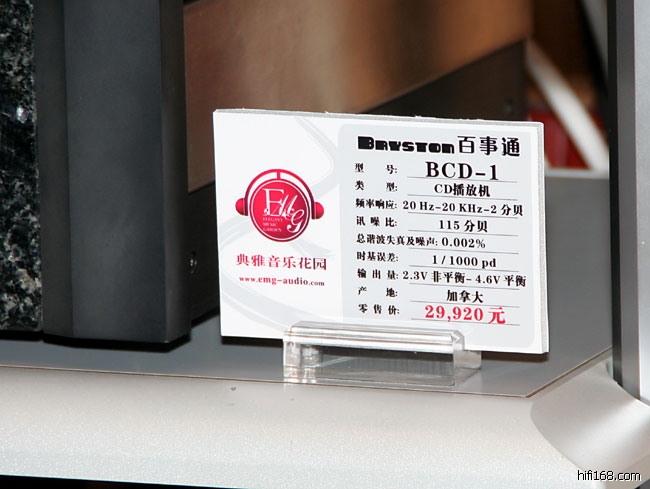 BRYSTON 百事通
型 号: BCD-1
类 型: CD播放机
频率响应: 20 Hz-20 KHz-2 分贝
讯 噪 比: 115 分贝
总谐波失真及噪声: 0.002%
时基误差: 1 / 1000 pd
输 出 量: 2.3V 非平衡- 4.6V 平衡
产 地: 加拿大
零 售 价: 29,920 元
EMG
ELEGANT
MUSIC
GARDEN
典雅音乐花园
www.emg-audio.com
hifi168.com